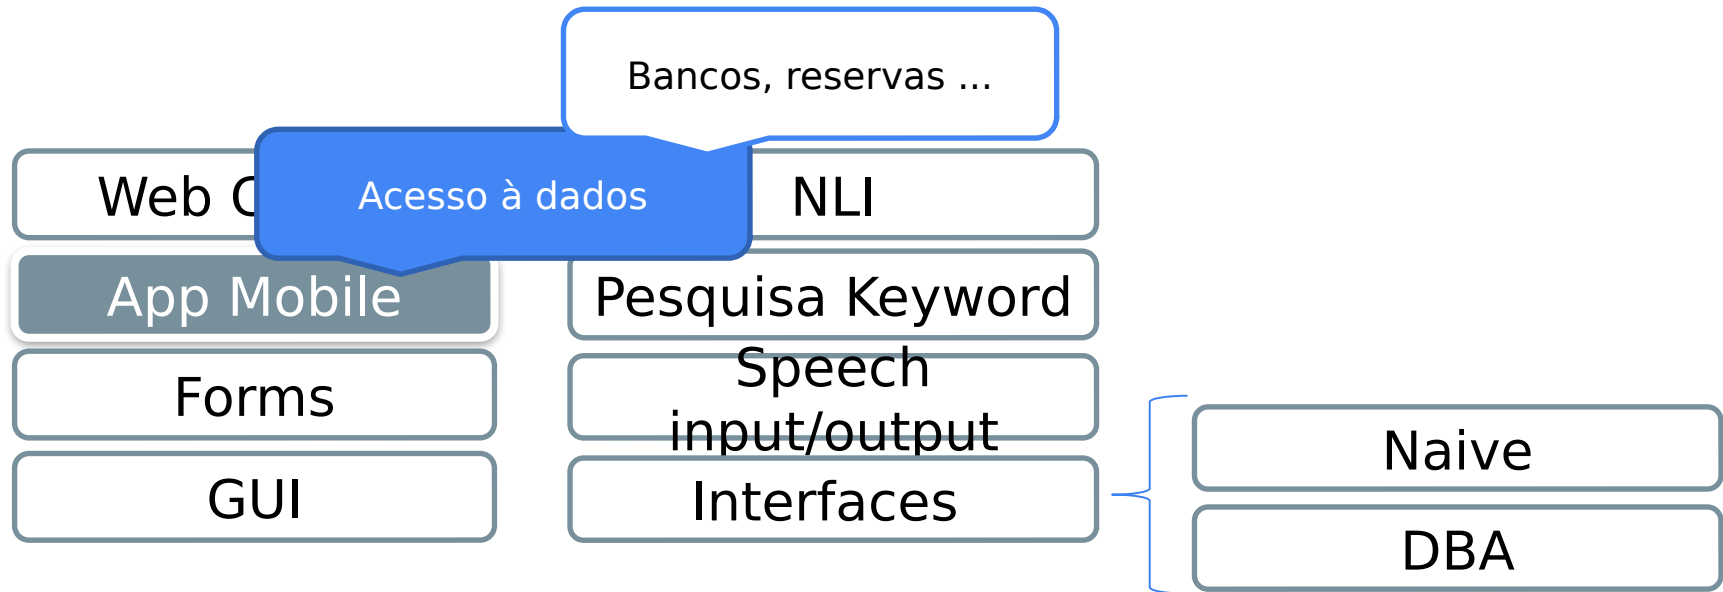 Bancos, reservas ...
Acesso à dados
Web
NLI
App Mobile
Pesquisa Keyword
Forms
Speech
input/output
GUI
Interfaces
Naive
DBA